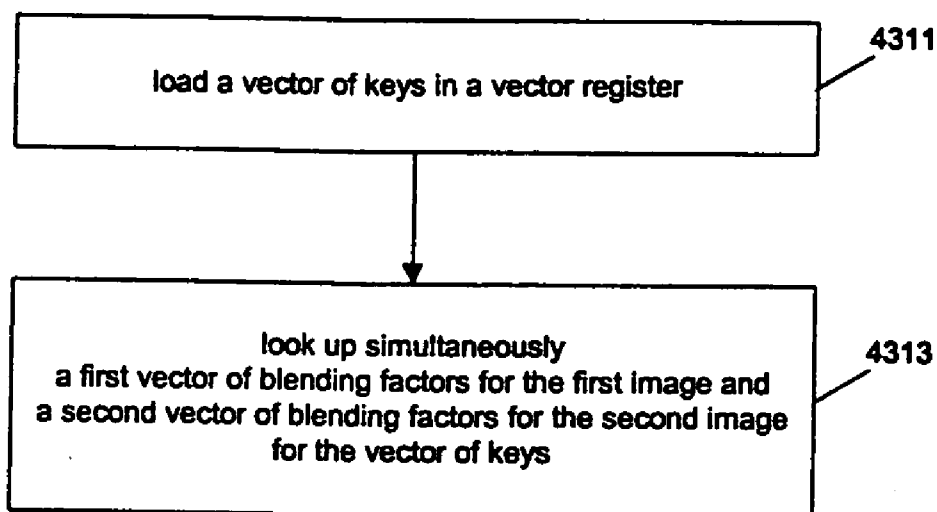 4311
load a vector of keys in a vector register
look up simultaneously
4313
a first vector of blending factors for the first image and
a second vector of blending factors for the second image
for the vector of keys